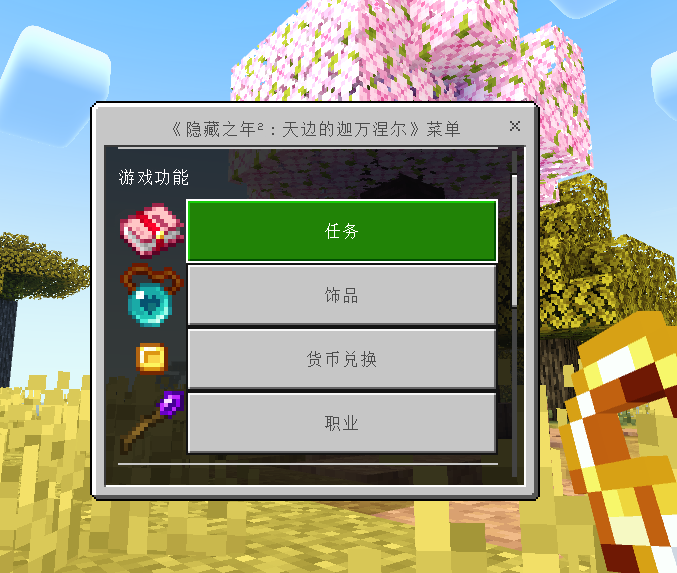 《隐藏之年²：天边的迦万涅尔》菜单
游戏功能
任务
饰品
货币兑换
职业